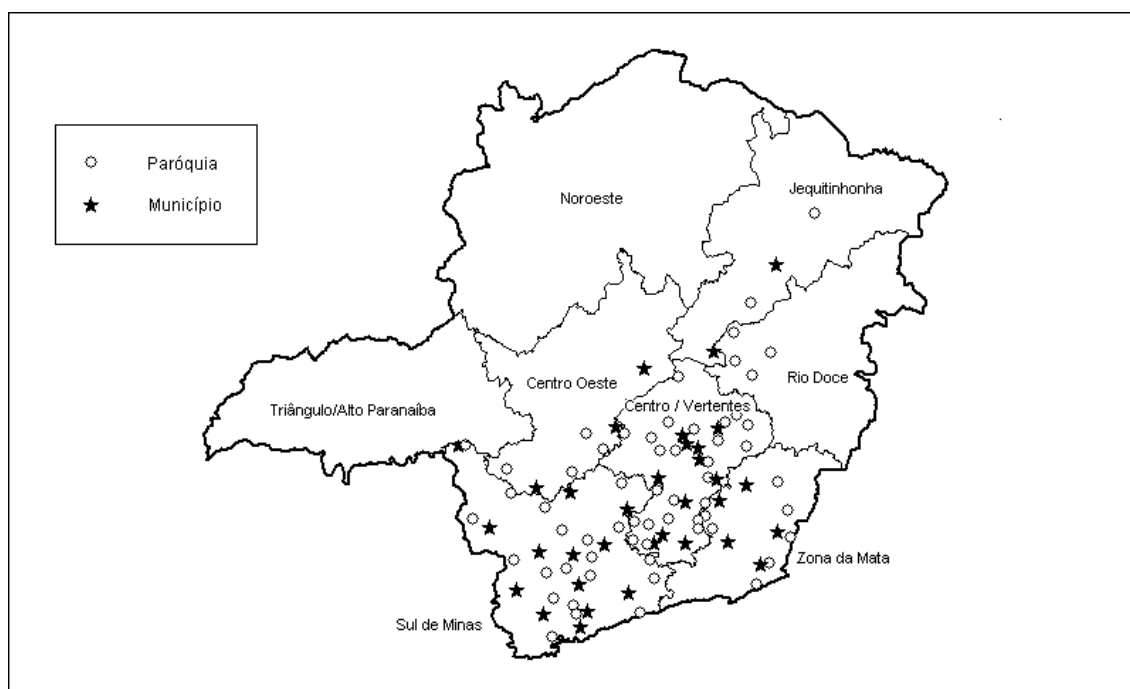 Paróquia
Município
Noroeste
Jequitinhonha
Centro Oeste
Rio Doce
Triângulo/Alto Paranaíba
Centro / Vertentes
Zona da Mata
Sul de Minas